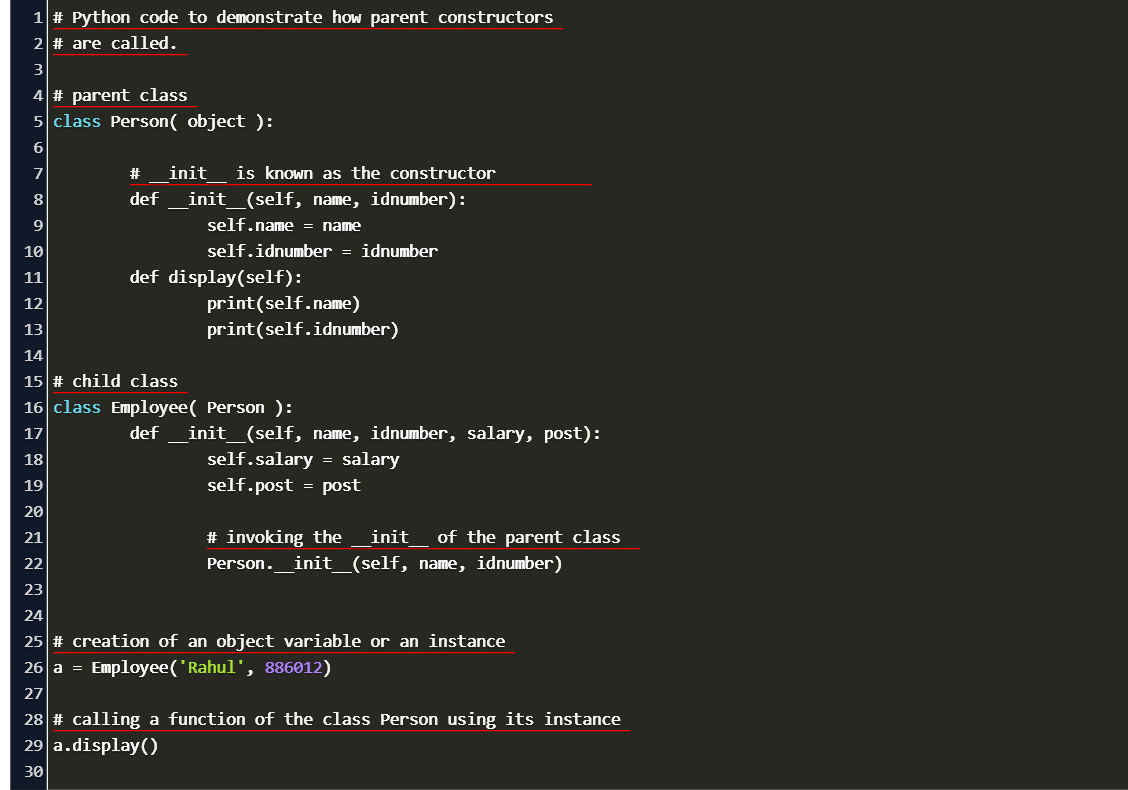 1 # Python code to demonstrate how parent constructors
2 # are called.
3
4 # parent class
5 class Person( object ):
6
7         # __init__ is known as the constructor
8         def __init__(self, name, idnumber):
9                 self.name = name
10                 self.idnumber = idnumber
11         def display(self):
12                 print(self.name)
13                 print(self.idnumber)
14
15 # child class
16 class Employee( Person ):
17         def __init__(self, name, idnumber, salary, post):
18                 self.salary = salary
19                 self.post = post
20
21                 # invoking the __init__ of the parent class
22                 Person.__init__(self, name, idnumber)
23
24
25 # creation of an object variable or an instance
26 a = Employee('Rahul', 886012)
27
28 # calling a function of the class Person using its instance
29 a.display()
30